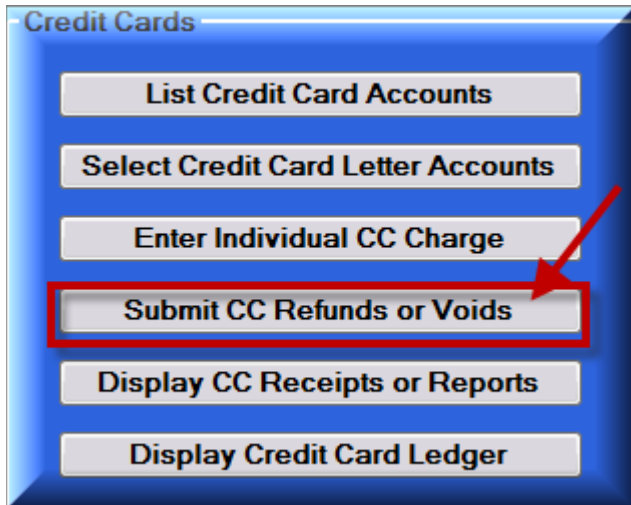 Credit Cards
List Credit Card Accounts
Select Credit Card Letter Accounts
Enter Individual CC Charge
Submit CC Refunds or Voids
Display CC Receipts or Reports
Display Credit Card Ledger